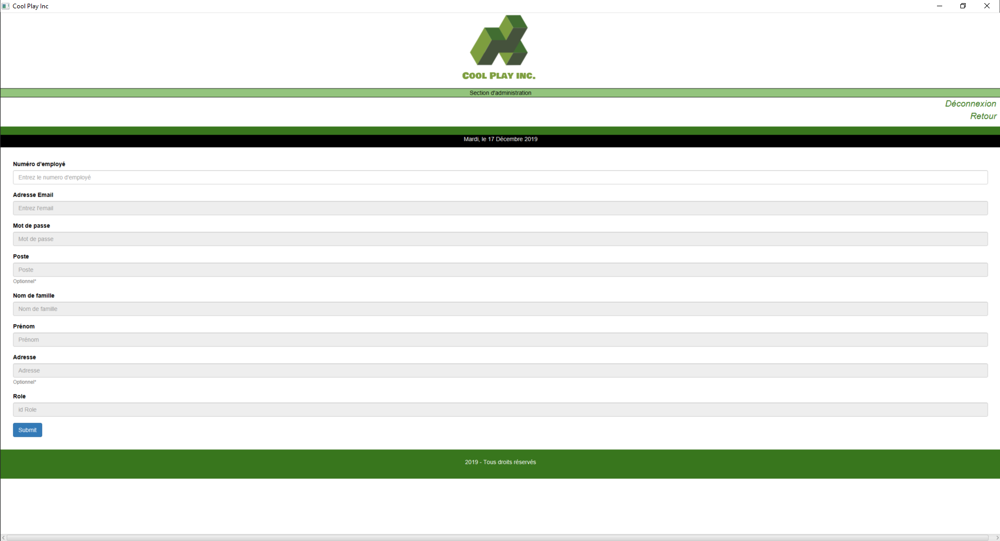 Cool Play Inc
COOL PLAY INC.
Section d'administration
Déconnexion
Retour
Mardi, le 17 Décembre 2019
Numéro d'employé
Entrez le numero d'employé
Adresse Email
Entrez l'email
Mot de passe
Mot de passe
Poste
Poste
Optionnel*
Nom de famille
Nom de famille
Prénom
Prénom
Adresse
Adresse
Optionnel*
Role
id Role
Submit
2019 - Tous droits réservés